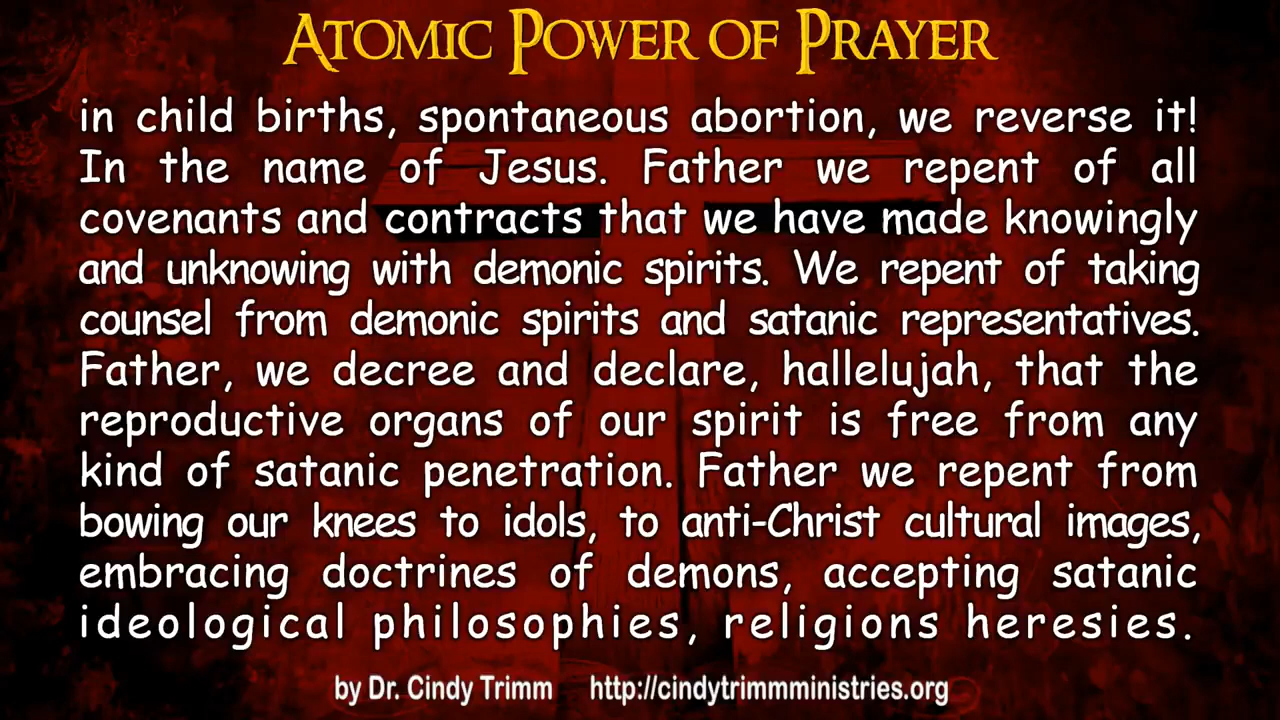 Atomic Power of Prayer
in child births, spontaneous abortion, we reverse it!
In the name of Jesus. Father we repent of all
covenants and contracts that we have made knowingly
and unknowing with demonic spirits. We repent of taking
counsel from demonic spirits and satanic representatives.
Father, we decree and declare, hallelujah, that the
reproductive organs of our spirit is free from any
kind of satanic penetration. Father we repent from
bowing our knees to idols, to anti-Christ cultural images,
embracing doctrines of demons, accepting satanic
ideological philosophies, religions heresies.
by Dr. Cindy Trimm http://cindytrimmministries.org